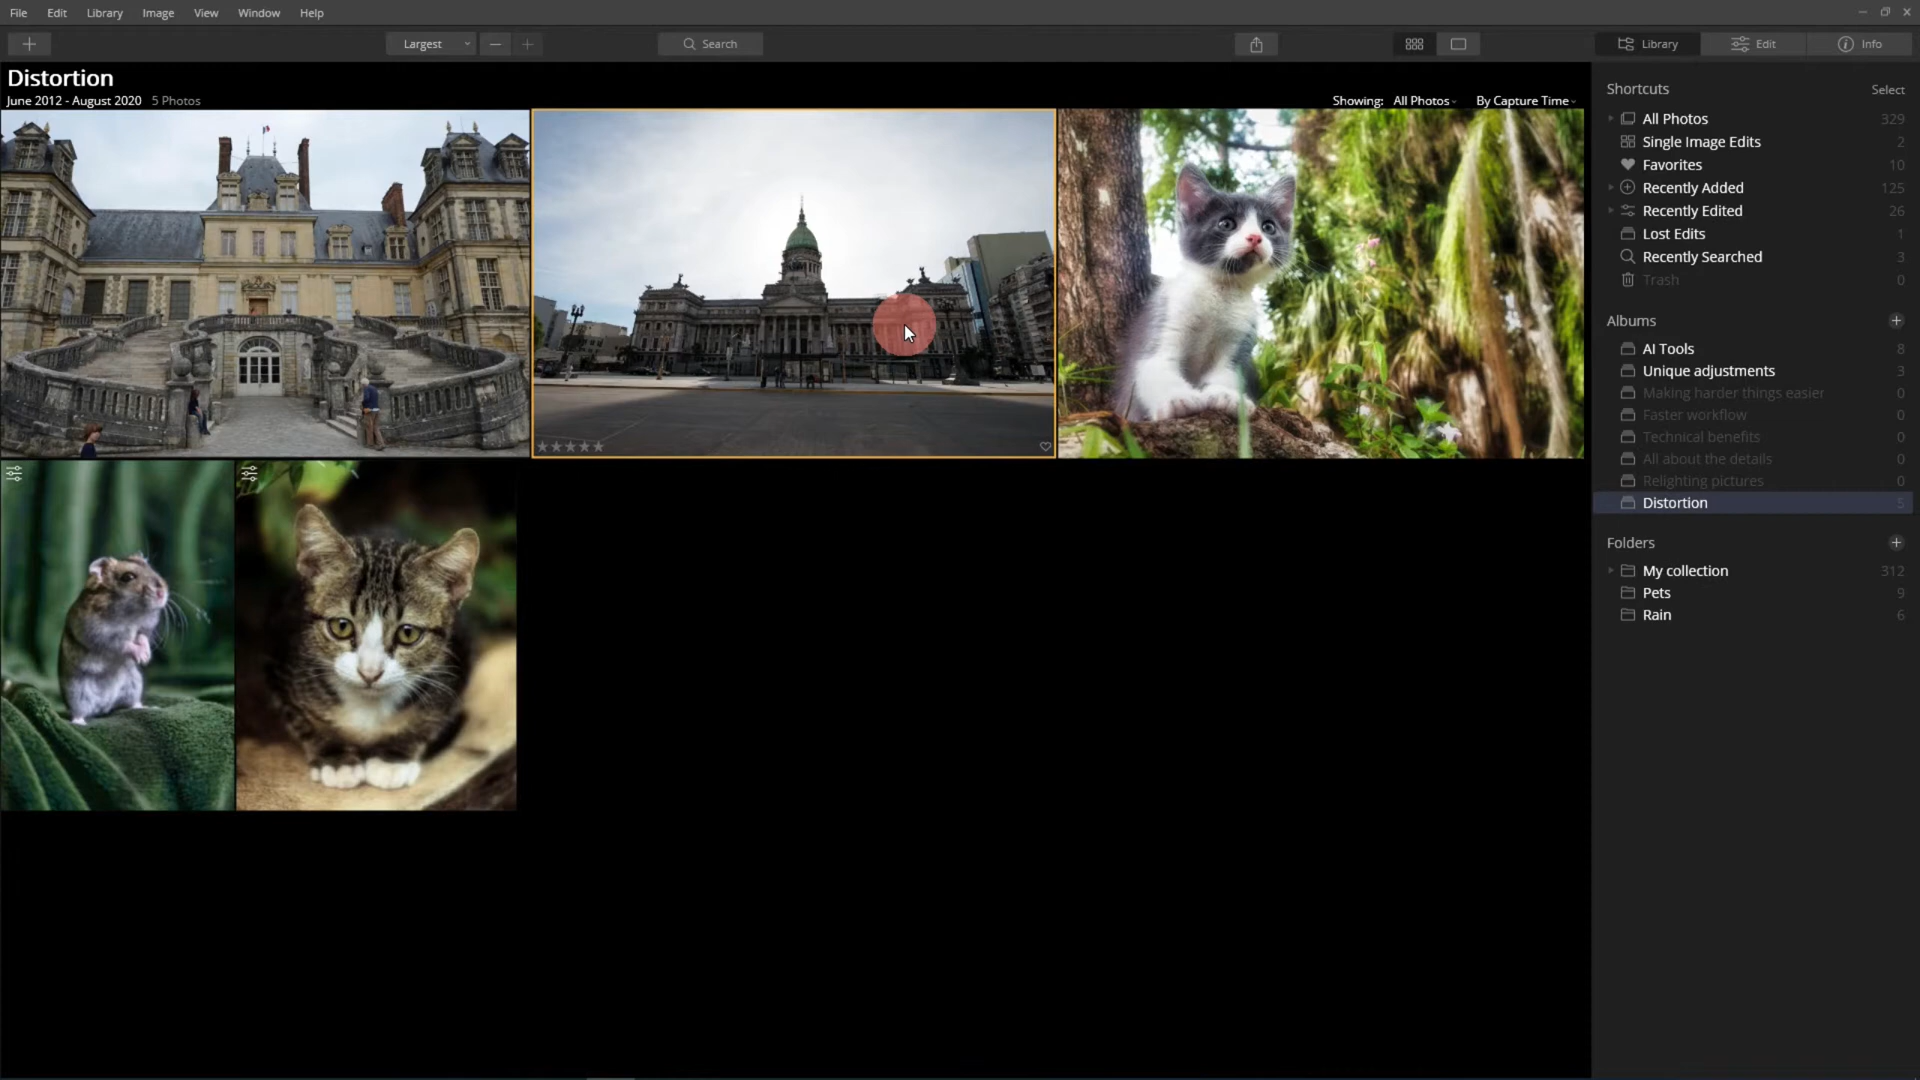 File Edit Library Image View Window Help
Largest Search Library Edit Info
Distortion
June 2012 - August 2020 5 Photos Showing: All Photos By Capture Time
Shortcuts Select
All Photos 329
Single Image Edits 2
Favorites 10
Recently Added 125
Recently Edited 26
Lost Edits 1
Recently Searched 3
Trash 0
Albums
AI Tools 8
Unique adjustments 3
Making harder things easier 0
Faster workflow 0
Technical benefits 0
All about the details 0
Relighting pictures 0
Distortion 5
Folders
My collection 312
Pets 9
Rain 6